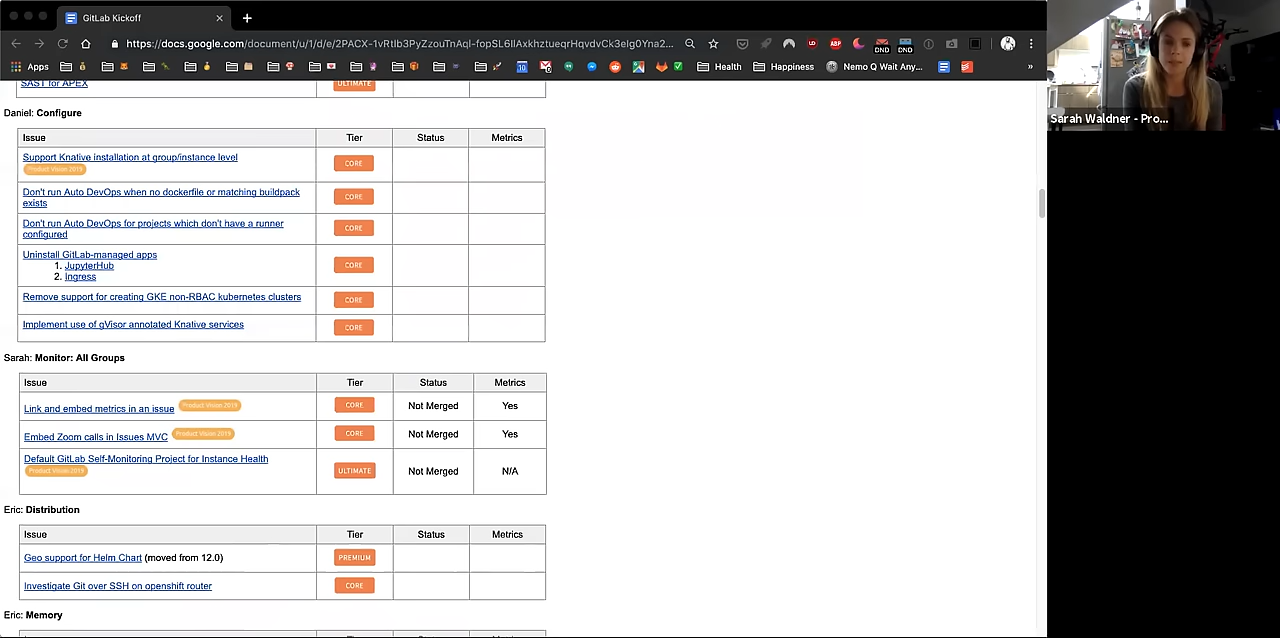 GitLab Kickoff
https://docs.google.com/document/u/1/d/e/2PACX-1vRtIb3PyZzouTnAql-fopSL6IIAxkhztueqrHqvdvCk3eIg0Yna2...
Apps
Health
Happiness
Nemo Q Wait Any...
»
SAST for APEX
ULTIMATE
Daniel: Configure
Issue Tier Status Metrics
Support Knative installation at group/instance level
Product Vision 2019
CORE
Don't run Auto DevOps when no dockerfile or matching buildpack
exists
CORE
Don't run Auto DevOps for projects which don't have a runner
configured
CORE
Uninstall GitLab-managed apps
1. JupyterHub
2. Ingress
CORE
Remove support for creating GKE non-RBAC kubernetes clusters CORE
Implement use of gVisor annotated Knative services CORE
Sarah: Monitor: All Groups
Issue Tier Status Metrics
Link and embed metrics in an issue Product Vision 2019 CORE Not Merged Yes
Embed Zoom calls in Issues MVC Product Vision 2019 CORE Not Merged Yes
Default GitLab Self-Monitoring Project for Instance Health
Product Vision 2019
ULTIMATE Not Merged N/A
Eric: Distribution
Issue Tier Status Metrics
Geo support for Helm Chart (moved from 12.0) PREMIUM
Investigate Git over SSH on openshift router CORE
Eric: Memory
Sarah Waldner - Pro...